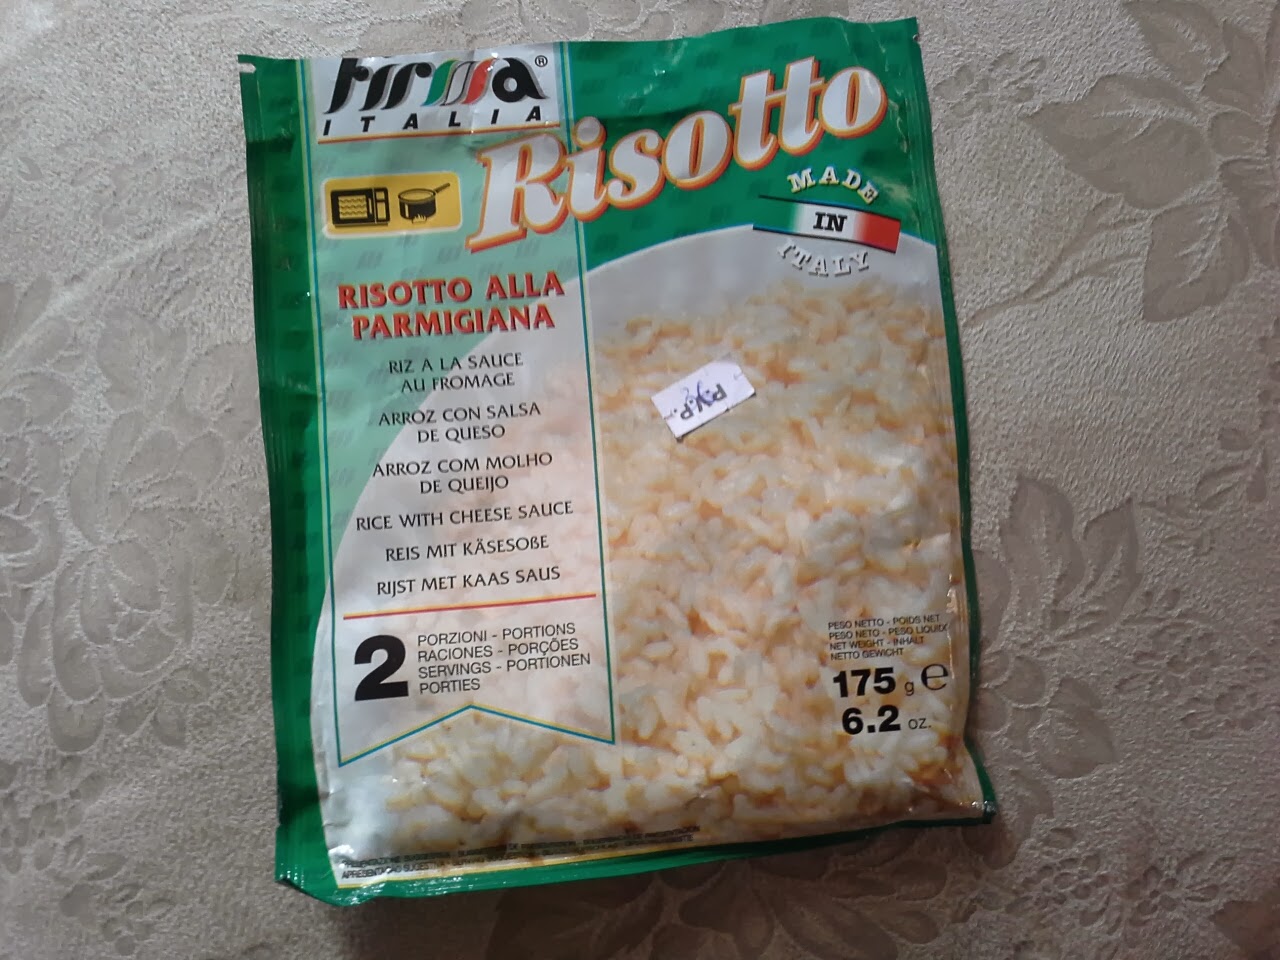 firma®
ITALIA
Risotto
MADE
IN
ITALY
RISOTTO ALLA
PARMIGIANA
RIZ A LA SAUCE
AU FROMAGE
ARROZ CON SALSA
DE QUESO
ARROZ COM MOLHO
DE QUEIJO
RICE WITH CHEESE SAUCE
REIS MIT KÄSESOßE
RIJST MET KAAS SAUS
2
PORZIONI - PORTIONS
RACIONES - PORÇÕES
SERVINGS - PORTIONEN
PORTIES
P.V.P.
PESO NETTO - POIDS NET
PESO NETO - PESO LIQUIDO
NET WEIGHT - INHALT
NETTO GEWICHT
175 g e
6.2 oz.